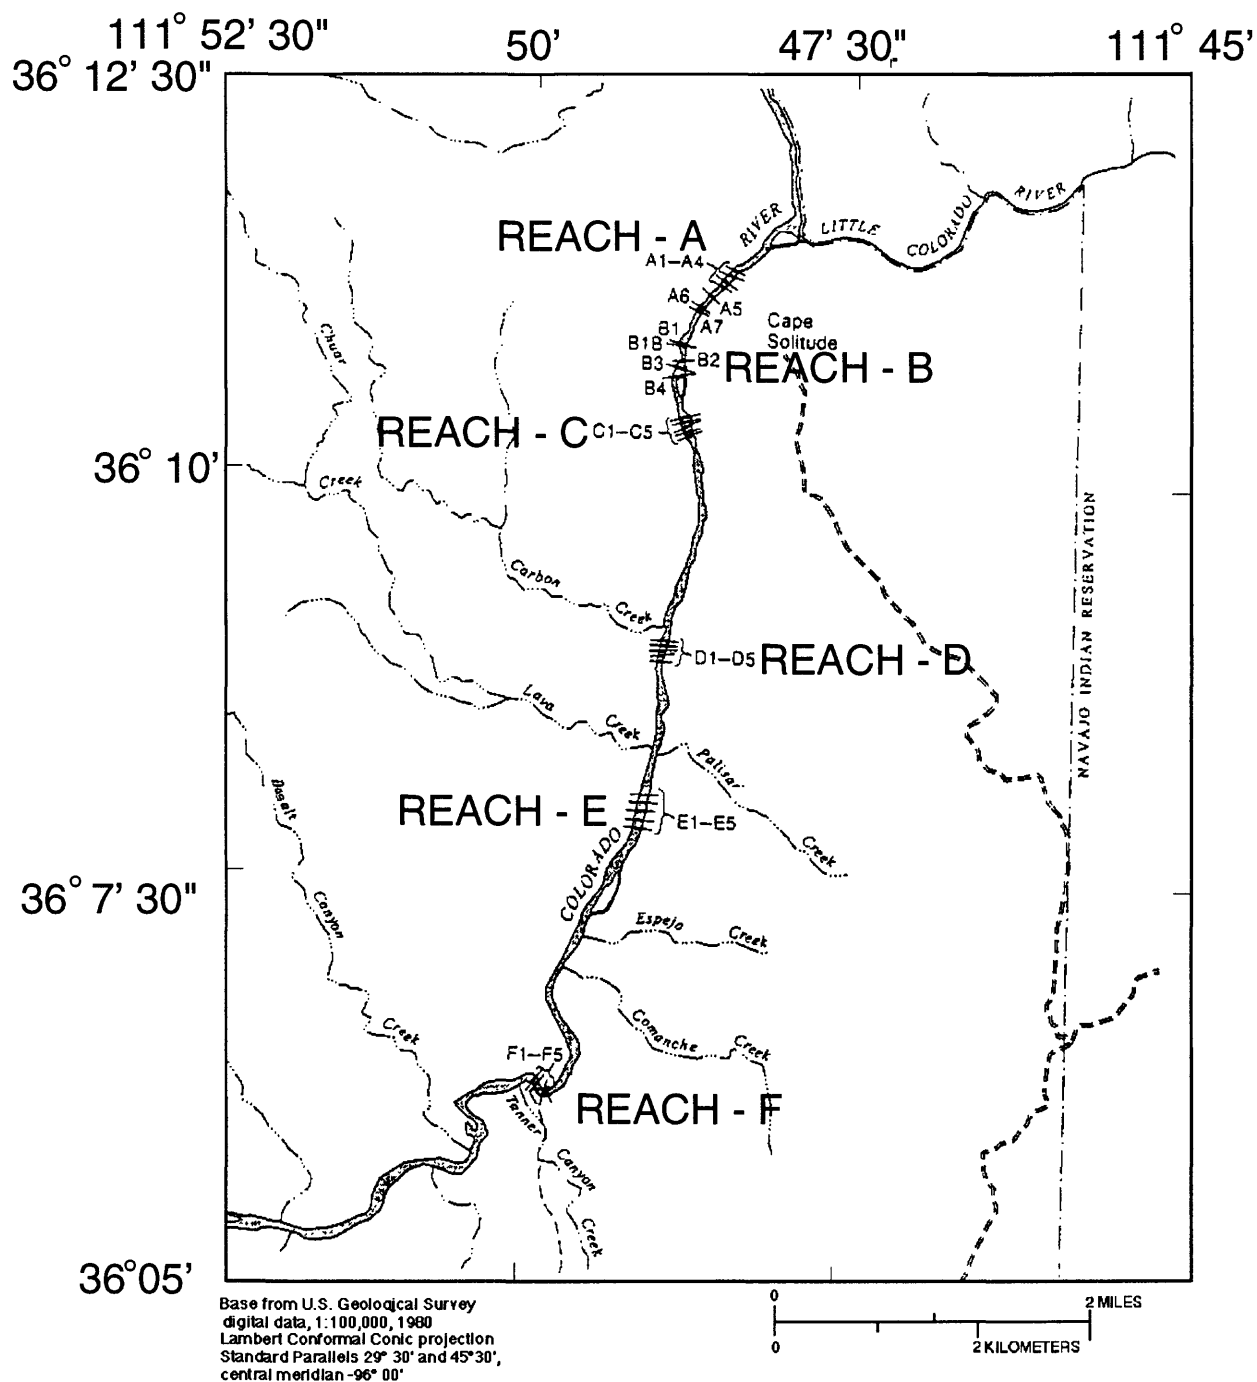 111° 52' 30"
50'
47' 30"
111° 45'
36° 12' 30"
RIVER
LITTLE
COLORADO
RIVER
REACH - A
A1-A4
A6
A5
A7
Cape
Solitude
B1
B1B
B2
B3
REACH - B
B4
Chuar
REACH - C
C1-C5
36° 10'
Creek
NAVAJO INDIAN RESERVATION
Carbon
Creek
D1-D5
REACH - D
Lava
Creek
Palisar
Basalt
REACH - E
E1-E5
COLORADO
Creek
36° 7' 30"
Canyon
Espejo
Creek
Creek
Comanche
Creek
F1-F5
REACH - F
Tanner
Canyon
Creek
36°05'
Base from U.S. Geological Survey
digital data, 1:100,000, 1980
Lambert Conformal Conic projection
Standard Parallels 29° 30' and 45°30',
central meridian -96° 00'
0
2 MILES
0
2 KILOMETERS